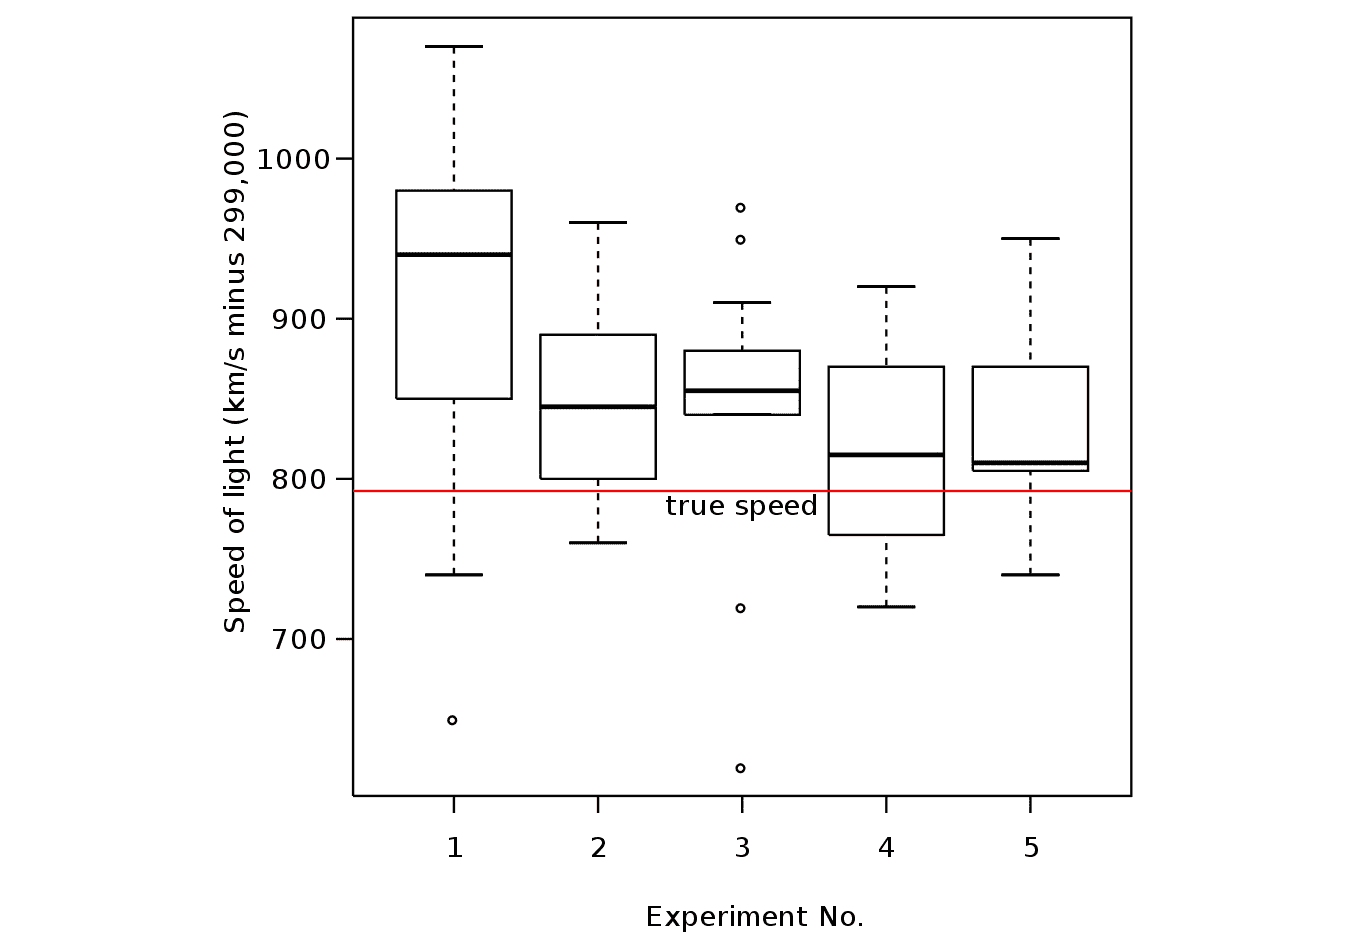 Speed of light (km/s minus 299,000)
1000
900
800
700
true speed
1 2 3 4 5
Experiment No.